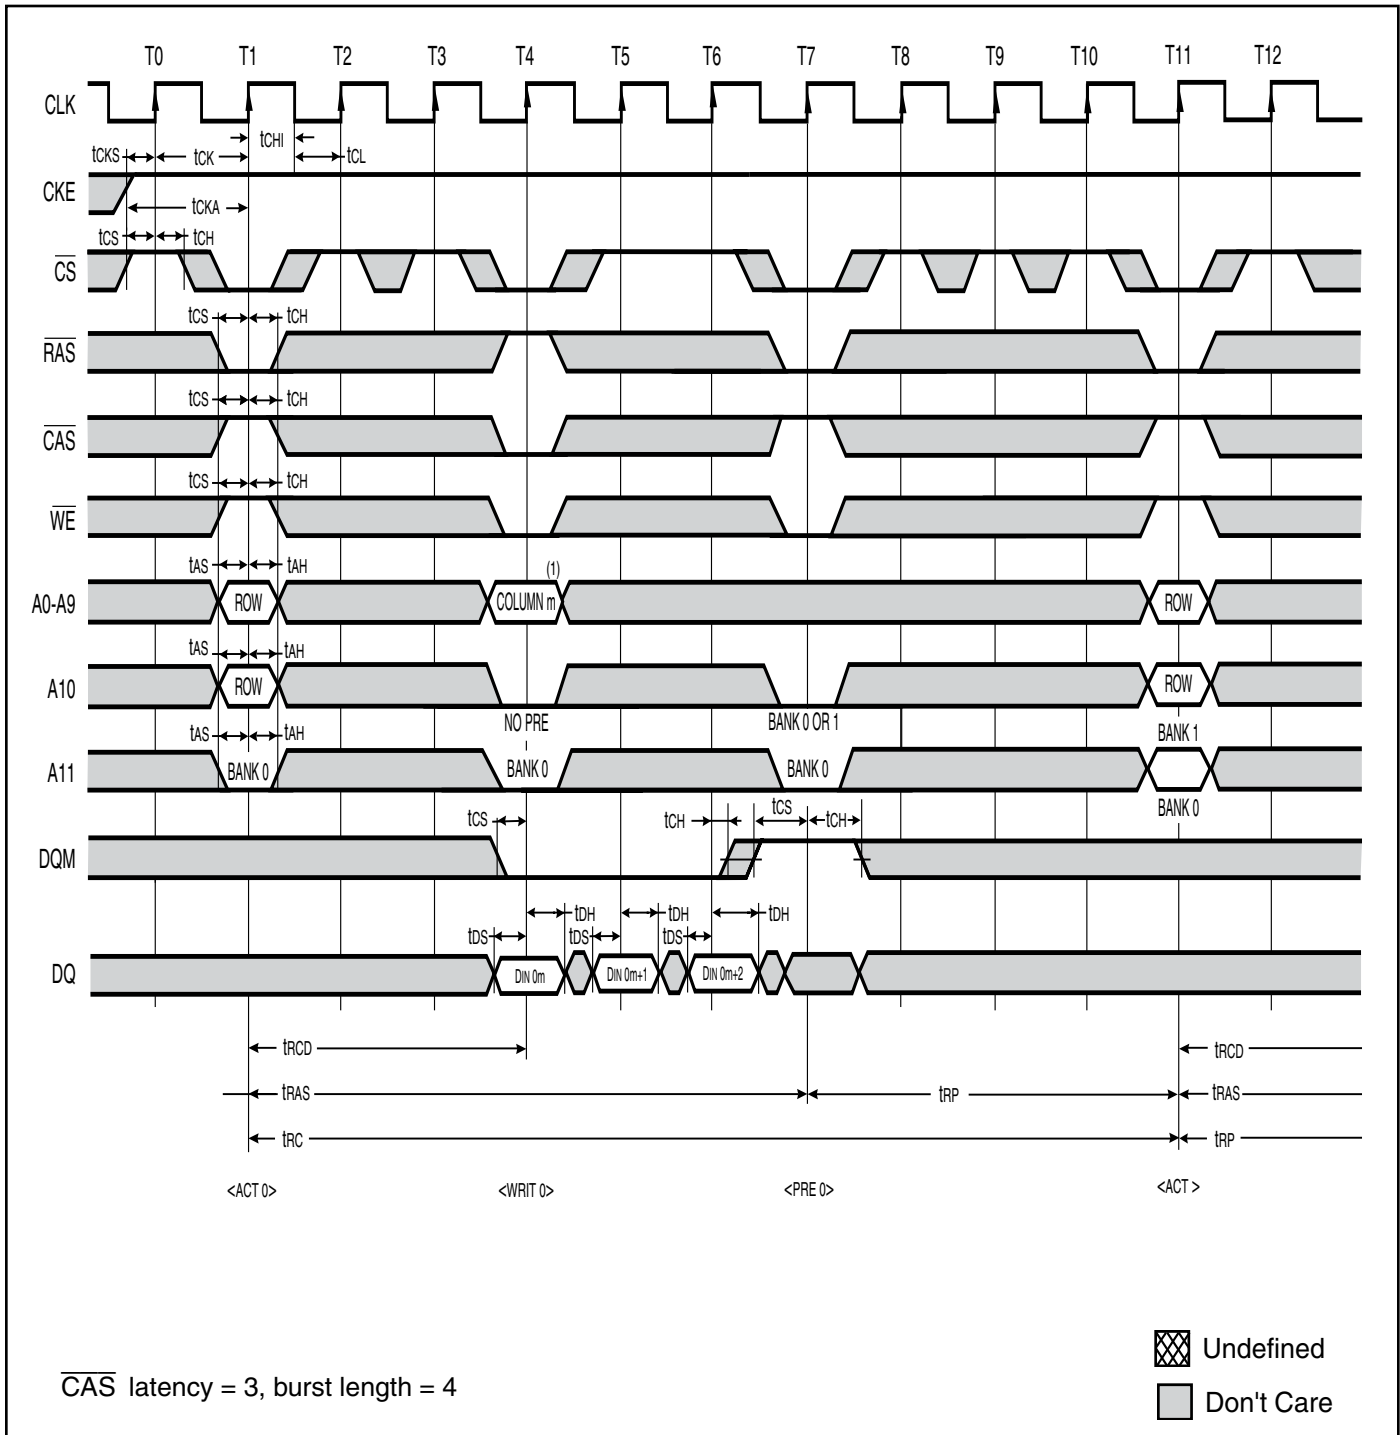 T0 T1 T2 T3 T4 T5 T6 T7 T8 T9 T10 T11 T12
CLK
tCHI
tCKS tCK tCL
CKE
tCKA
tCS tCH
CS
tCS tCH
RAS
tCS tCH
CAS
tCS tCH
WE
tAS tAH (1)
A0-A9 ROW COLUMN m ROW
tAS tAH
A10 ROW ROW
NO PRE BANK 0 OR 1
tAS tAH BANK 1
A11 BANK 0 BANK 0 BANK 0
BANK 0
tCS tCH tCS tCH
DQM
tDH tDH tDH
tDS tDS tDS
DQ DIN 0m DIN 0m+1 DIN 0m+2
tRCD tRCD
tRAS tRP tRAS
tRC tRP
<ACT 0> <WRIT 0> <PRE 0> <ACT >
Undefined
CAS latency = 3, burst length = 4
Don't Care